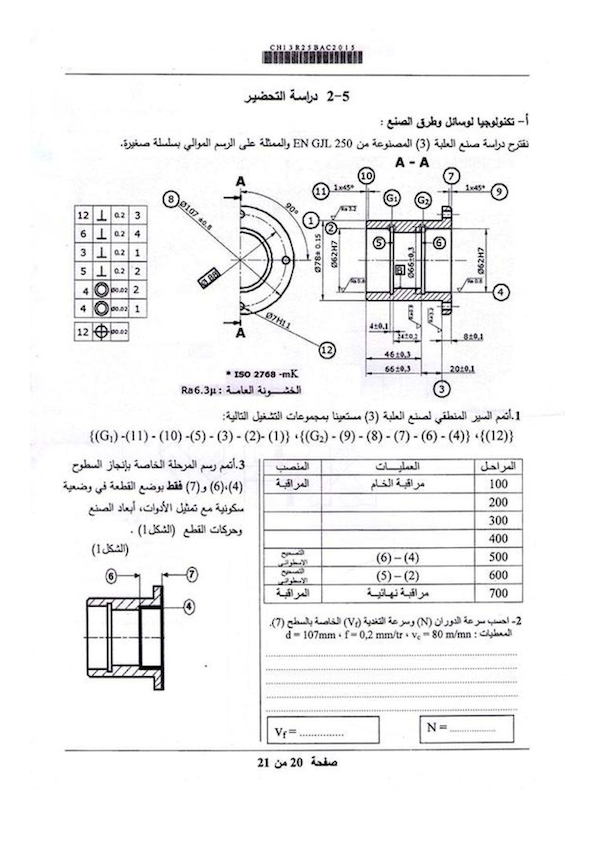 CH13R25BAC2015
5-2 دراسة التحضير
أ- تكنولوجيا لوسائل وطرق الصنع :
نقترح دراسة صنع العلبة (3) المصنوعة من EN GJL 250 والممثلة على الرسم الموالي بسلسلة صغيرة.
A - A
12 ⊥ 0.2 3
6 ⊥ 0.2 4
3 ⊥ 0.2 1
5 ⊥ 0.2 2
4 ◎ Ø0.02 2
4 ◎ Ø0.02 1
12 ⌖ Ø0.02
A
90°
8
Ø107 ±0.5
Ø7H11
12
A
10
7
11
1x45°
G1
G2
1x45°
9
1
2
5
6
Ø78± 0.15
Ø62H7
Ø66±0,3
Ø62H7
4
4±0,1
24±0,2
8±0,1
46±0,3
66±0,3
20±0,1
3
* ISO 2768 -mK
الخشونة العامة : Ra6.3µ
1.أتمم السير المنطقي لصنع العلبة (3) مستعينا بمجموعات التشغيل التالية:
{(G1) -(11) - (10) -(5) - (3) - (2) -(1)} ،{(G2) - (9) - (8) - (7) - (6) - (4)} ،{(12)}
المراحل العمليات المنصب
100 مراقبة الخام المراقبة
200
300
400
500 (4)–(6) التصحيح الاسطواني
600 (2)–(5) التصحيح الاسطواني
700 مراقبة نهائية المراقبة
3.أتمم رسم المرحلة الخاصة بإنجاز السطوح
(4)،(6) و(7) فقط بوضع القطعة في وضعية
سكونية مع تمثيل الأدوات، أبعاد الصنع
وحركات القطع (الشكل1) .
(الشكل1)
6
7
4
2- احسب سرعة الدوران (N) وسرعة التغذية (Vf) الخاصة بالسطح (7).
المعطيات : d = 107mm ، f = 0,2 mm/tr ، vc = 80 m/mn
Vf = ...............
N = ................
صفحة 20 من 21